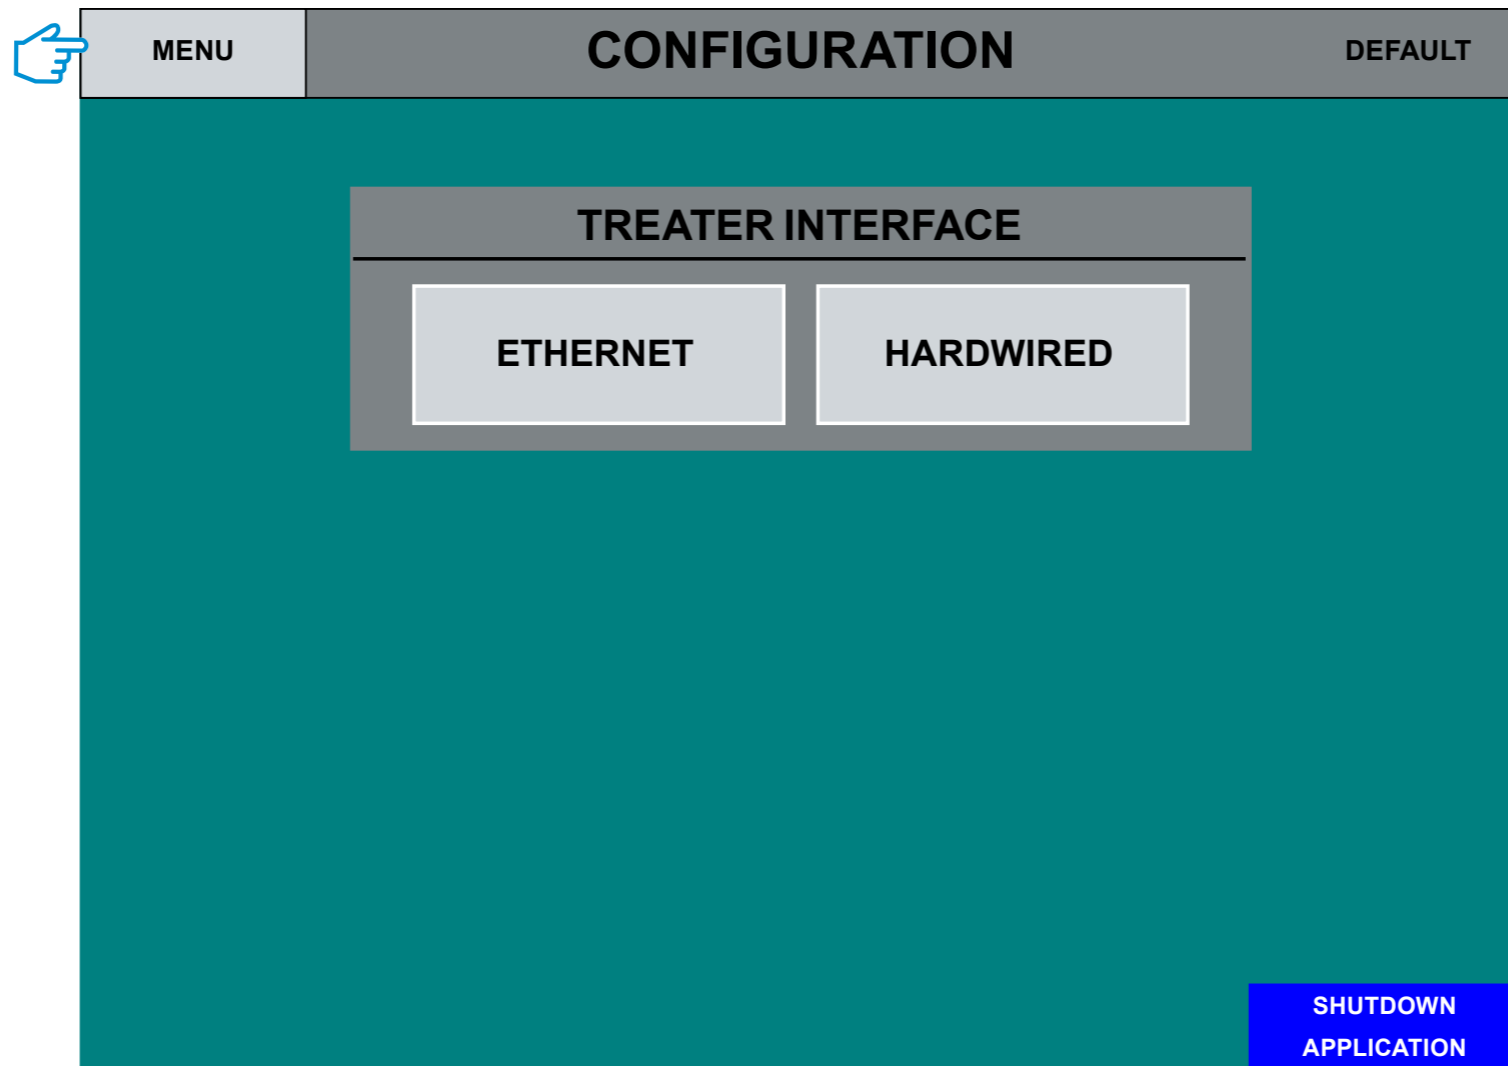 MENU
CONFIGURATION
DEFAULT
TREATER INTERFACE
ETHERNET
HARDWIRED
SHUTDOWN
APPLICATION